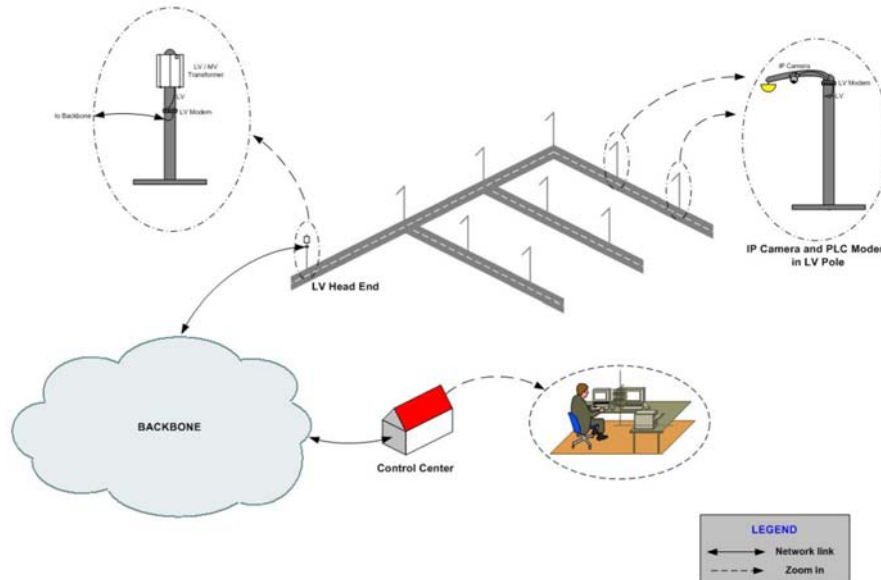 LV / MV
Transformer
LV
LV Modem
to Backbone
IP Camera
LV Modem
LV
IP Camera and PLC Modem
in LV Pole
LV Head End
BACKBONE
Control Center
LEGEND
Network link
Zoom in